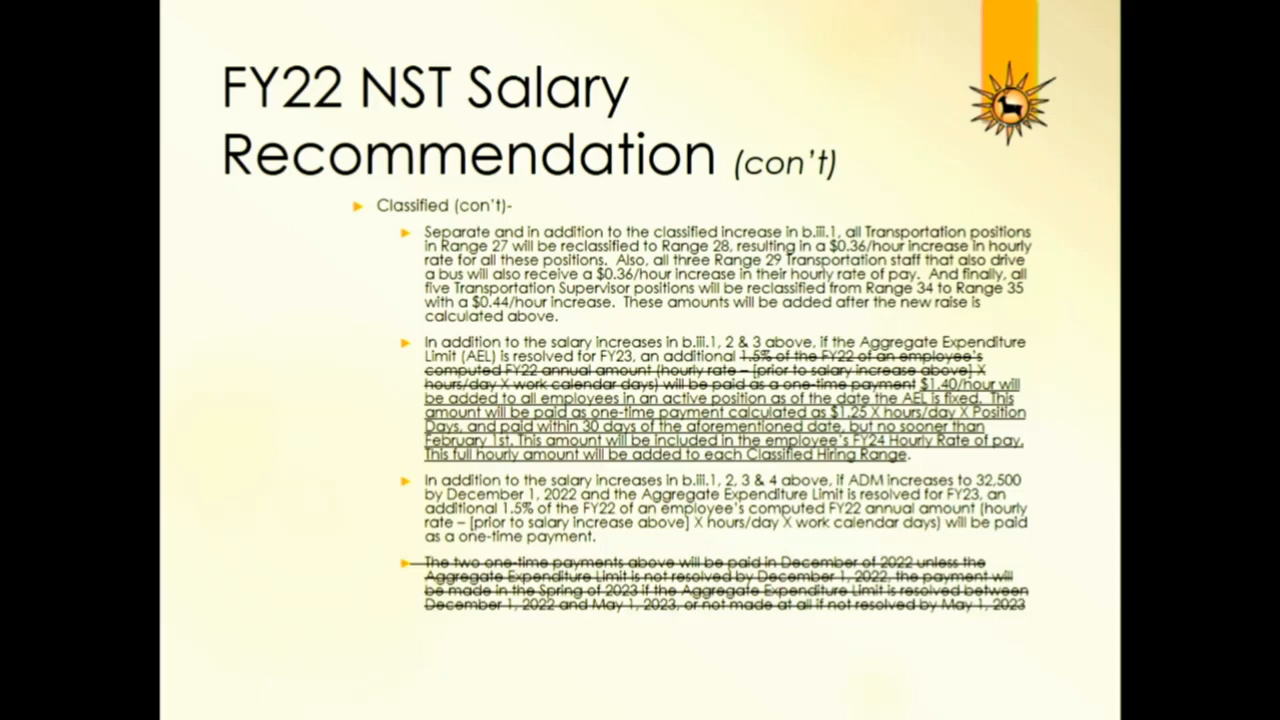 FY22 NST Salary
Recommendation (con't)
Classified (con't)-
Separate and in addition to the classified increase in b.iii.1, all Transportation positions
in Range 27 will be reclassified to Range 28, resulting in a $0.36/hour increase in hourly
rate for all these positions.  Also, all three Range 29 Transportation staff that also drive
a bus will also receive a $0.36/hour increase in their hourly rate of pay.  And finally, all
five Transportation Supervisor positions will be reclassified from Range 34 to Range 35
with a $0.44/hour increase.  These amounts will be added after the new raise is
calculated above.
In addition to the salary increases in b.iii.1, 2 & 3 above, if the Aggregate Expenditure
Limit (AEL) is resolved for FY23, an additional 1.5% of the FY22 of an employee's
computed FY22 annual amount (hourly rate – [prior to salary increase above] X
hours/day X work calendar days) will be paid as a one-time payment $1.40/hour will
be added to all employees in an active position as of the date the AEL is fixed.  This
amount will be paid as one-time payment calculated as $1.25 X hours/day X Position
Days, and paid within 30 days of the aforementioned date, but no sooner than
February 1st. This amount will be included in the employee's FY24 Hourly Rate of pay.
This full hourly amount will be added to each Classified Hiring Range.
In addition to the salary increases in b.iii.1, 2, 3 & 4 above, if ADM increases to 32,500
by December 1, 2022 and the Aggregate Expenditure Limit is resolved for FY23, an
additional 1.5% of the FY22 of an employee's computed FY22 annual amount (hourly
rate – [prior to salary increase above] X hours/day X work calendar days) will be paid
as a one-time payment.
The two one-time payments above will be paid in December of 2022 unless the
Aggregate Expenditure Limit is not resolved by December 1, 2022, the payment will
be made in the Spring of 2023 if the Aggregate Expenditure Limit is resolved between
December 1, 2022 and May 1, 2023, or not made at all if not resolved by May 1, 2023